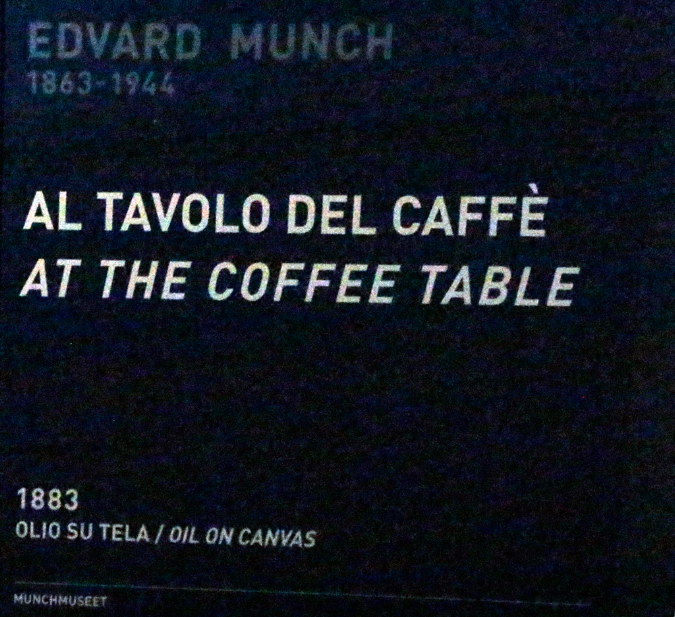 EDVARD MUNCH
1863-1944
AL TAVOLO DEL CAFFÈ
AT THE COFFEE TABLE
1883
OLIO SU TELA / OIL ON CANVAS
MUNCHMUSEET